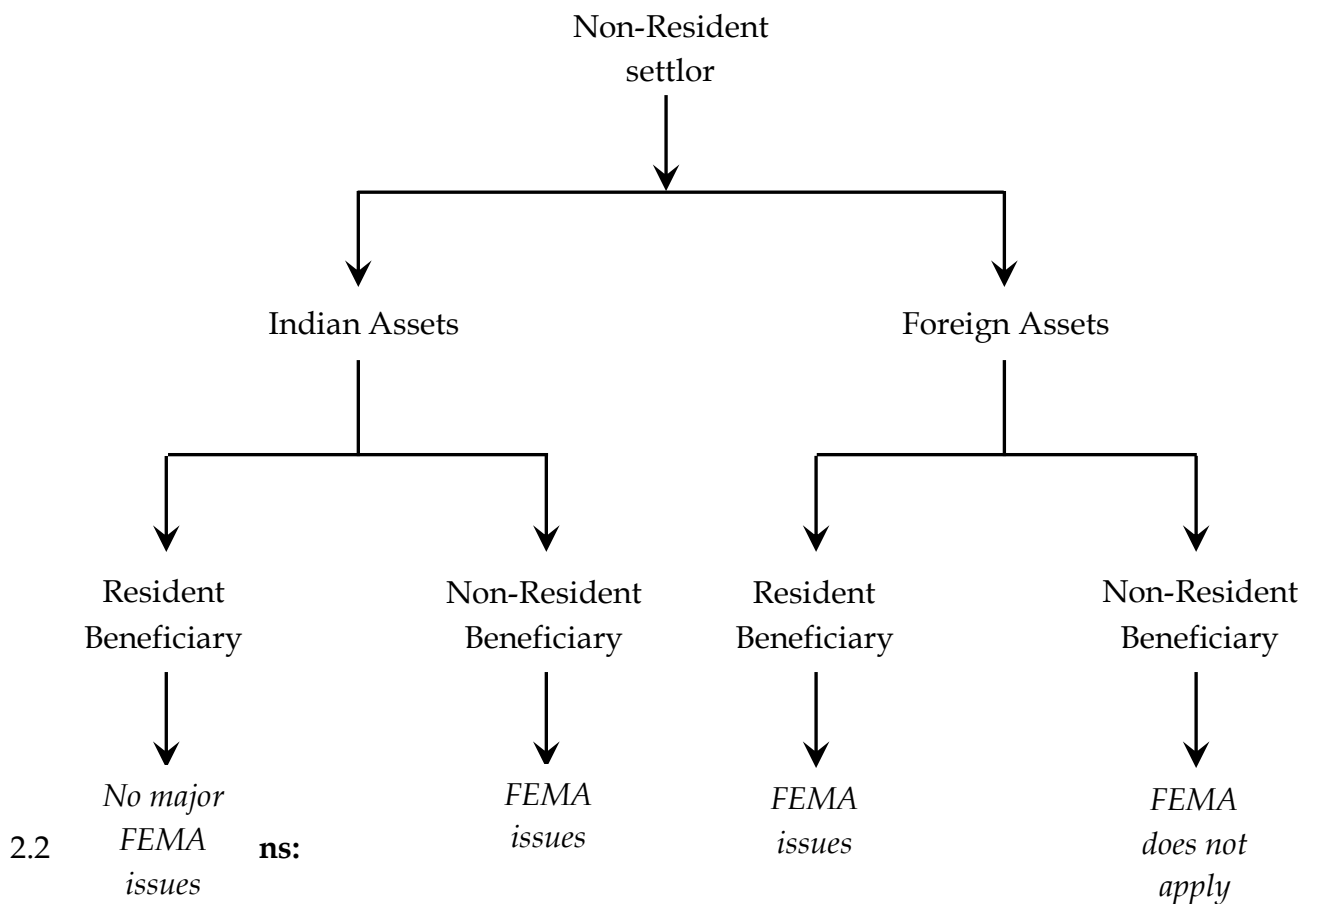 Non-Resident
settlor
Indian Assets
Foreign Assets
Resident
Beneficiary
Non-Resident
Beneficiary
Resident
Beneficiary
Non-Resident
Beneficiary
No major
FEMA
issues
FEMA
issues
FEMA
issues
FEMA
does not
apply
2.2
ns: